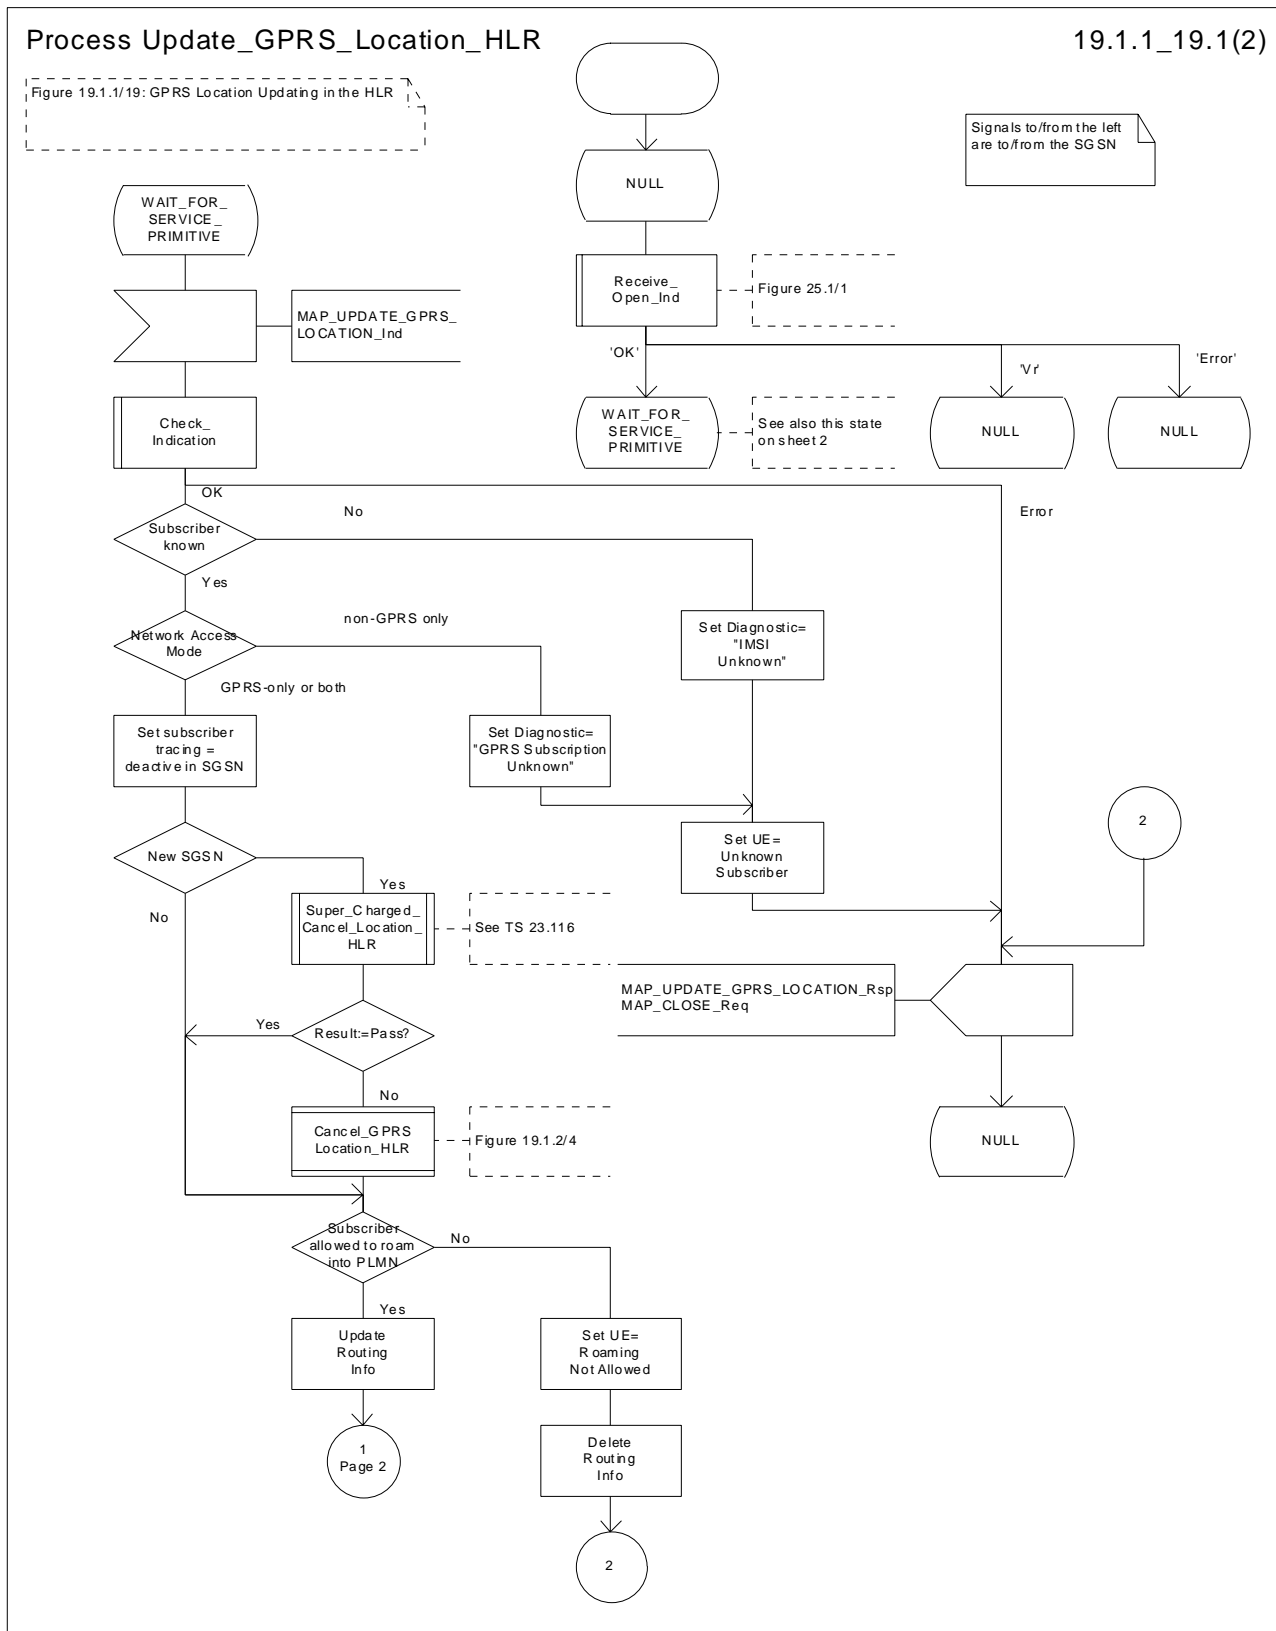 Process Update_GPRS_Location_HLR
19.1.1_19.1(2)
Figure 19.1.1/19: GPRS Location Updating in the HLR
Signals to/from the left
are to/from the SGSN
NULL
WAIT_FOR_
SERVICE_
PRIMITIVE
Receive_
Open_Ind
Figure 25.1/1
MAP_UPDATE_GPRS_
LOCATION_Ind
'OK'
'Vr'
'Error'
Check_
Indication
WAIT_FOR_
SERVICE_
PRIMITIVE
See also this state
on sheet 2
NULL
NULL
OK
No
Error
Subscriber
known
Yes
non-GPRS only
Network Access
Mode
Set Diagnostic=
"IMSI
Unknown"
GPRS-only or both
Set subscriber
tracing =
deactive in SGSN
Set Diagnostic=
"GPRS Subscription
Unknown"
2
New SGSN
Set UE=
Unknown
Subscriber
Yes
No
Super_Charged_
Cancel_Location_
HLR
See TS 23.116
MAP_UPDATE_GPRS_LOCATION_Rsp
MAP_CLOSE_Req
Yes
Result:=Pass?
No
Cancel_GPRS
Location_HLR
Figure 19.1.2/4
NULL
Subscriber
allowed to roam
into PLMN
No
Yes
Update
Routing
Info
Set UE=
Roaming
Not Allowed
1
Page 2
Delete
Routing
Info
2